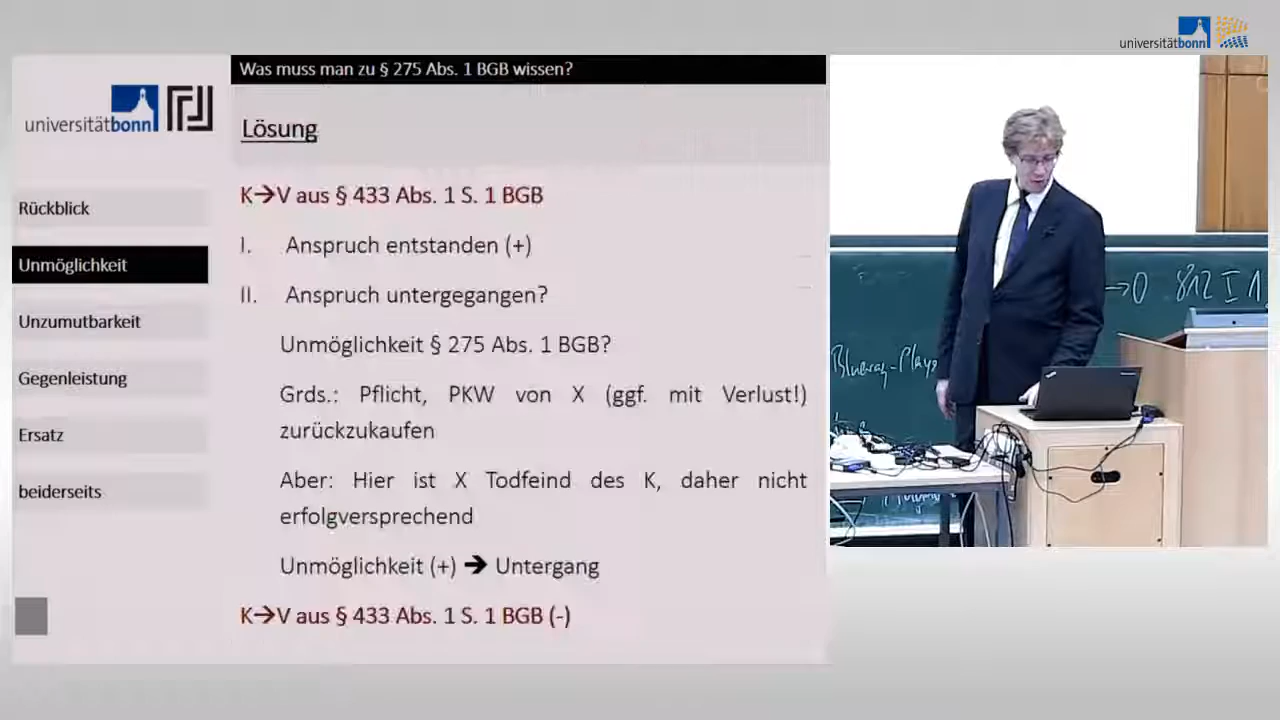 universitätbonn
Was muss man zu § 275 Abs. 1 BGB wissen?
universitätbonn
Lösung
K→V aus § 433 Abs. 1 S. 1 BGB
I. Anspruch entstanden (+)
II. Anspruch untergegangen?
Unmöglichkeit § 275 Abs. 1 BGB?
Grds.: Pflicht, PKW von X (ggf. mit Verlust!)
zurückzukaufen
Aber: Hier ist X Todfeind des K, daher nicht
erfolgversprechend
Unmöglichkeit (+) → Untergang
K→V aus § 433 Abs. 1 S. 1 BGB (-)
Rückblick
Unmöglichkeit
Unzumutbarkeit
Gegenleistung
Ersatz
beiderseits
→0 812 I 1,